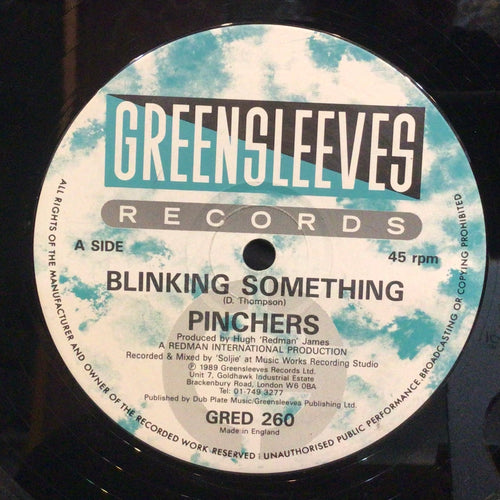 GREENSLEEVES
RECORDS
A SIDE
45 rpm
BLINKING SOMETHING
(D. Thompson)
PINCHERS
Produced by Hugh 'Redman' James
A REDMAN INTERNATIONAL PRODUCTION
Recorded & Mixed by 'Soljie' at Music Works Recording Studio
℗ 1989 Greensleeves Records Ltd.
Unit 7, Goldhawk Industrial Estate
Brackenbury Road, London W6 0BA
Tel: 01-749 3277
Published by Dub Plate Music/Greensleeves Publishing Ltd.
GRED 260
Made in England
ALL RIGHTS OF THE MANUFACTURER AND OWNER OF THE RECORDED WORK RESERVED : UNAUTHORISED PUBLIC PERFORMANCE BROADCASTING OR COPYING PROHIBITED